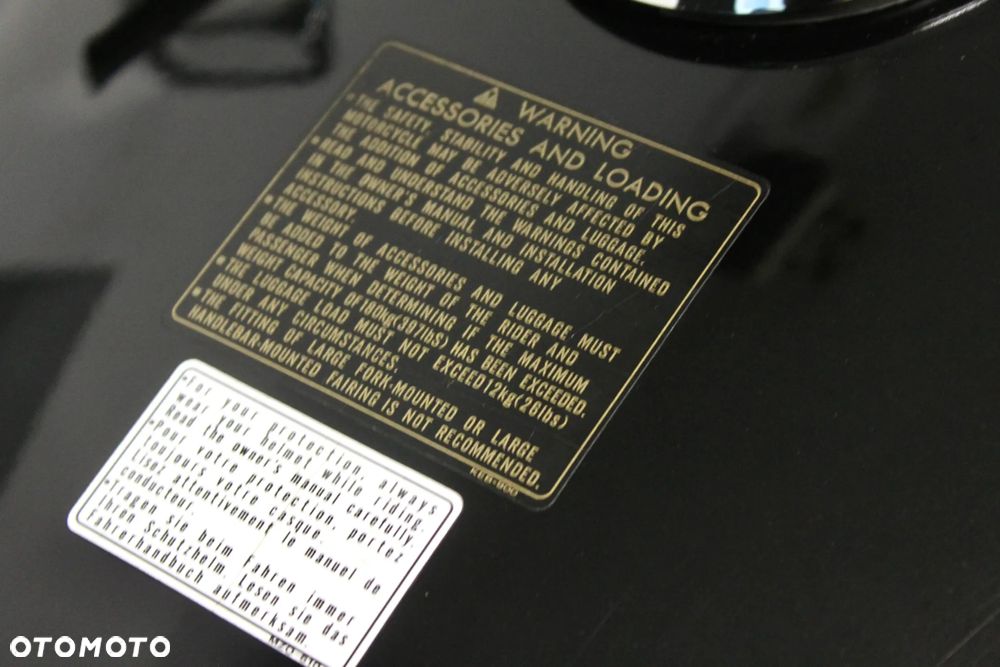 WARNING
ACCESSORIES AND LOADING
*THE SAFETY, STABILITY AND HANDLING OF THIS
MOTORCYCLE MAY BE ADVERSELY AFFECTED BY
THE ADDITION OF ACCESSORIES AND LUGGAGE.
*READ AND UNDERSTAND THE WARNINGS CONTAINED
IN THE OWNER'S MANUAL AND INSTALLATION
INSTRUCTIONS BEFORE INSTALLING ANY
ACCESSORY.
*THE WEIGHT OF ACCESSORIES AND LUGGAGE MUST
BE ADDED TO THE WEIGHT OF THE RIDER AND
PASSENGER WHEN DETERMINING IF THE MAXIMUM
WEIGHT CAPACITY OF 180kg(397lbs) HAS BEEN EXCEEDED.
*THE LUGGAGE LOAD MUST NOT EXCEED 12kg(26lbs)
UNDER ANY CIRCUMSTANCES.
*THE FITTING OF LARGE FORK-MOUNTED OR LARGE
HANDLEBAR-MOUNTED FAIRING IS NOT RECOMMENDED.
*For your protection, always
wear your helmet while riding.
Read the owner's manual carefully.
*Pour votre protection, portez
toujours votre casque.
Lisez attentivement le manuel de
conducteur.
*Tragen sie beim Fahren immer
Ihren Schutzhelm. Lesen sie das
Fahrerhandbuch aufmerksam.
OTOMOTO